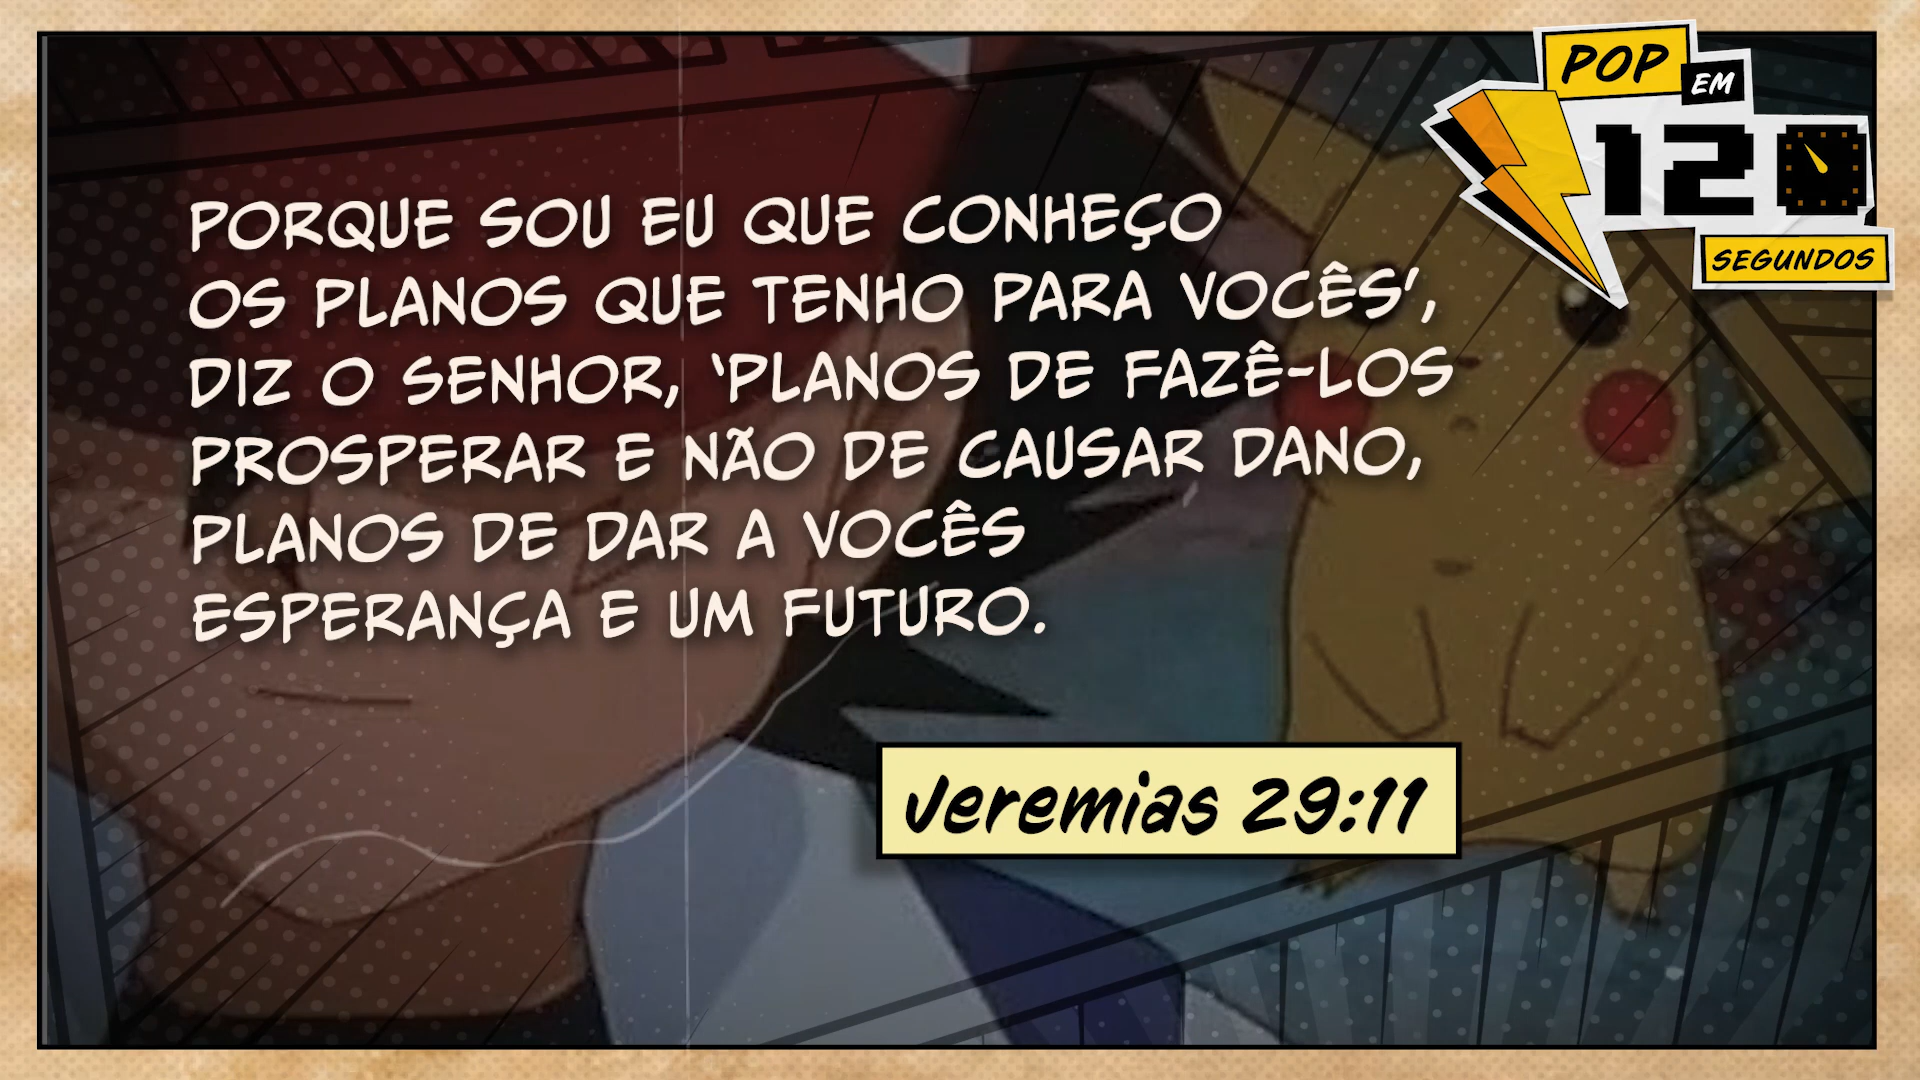 POP
EM
120
SEGUNDOS
PORQUE SOU EU QUE CONHEÇO
OS PLANOS QUE TENHO PARA VOCÊS’,
DIZ O SENHOR, ‘PLANOS DE FAZÊ-LOS
PROSPERAR E NÃO DE CAUSAR DANO,
PLANOS DE DAR A VOCÊS
ESPERANÇA E UM FUTURO.
Jeremias 29:11